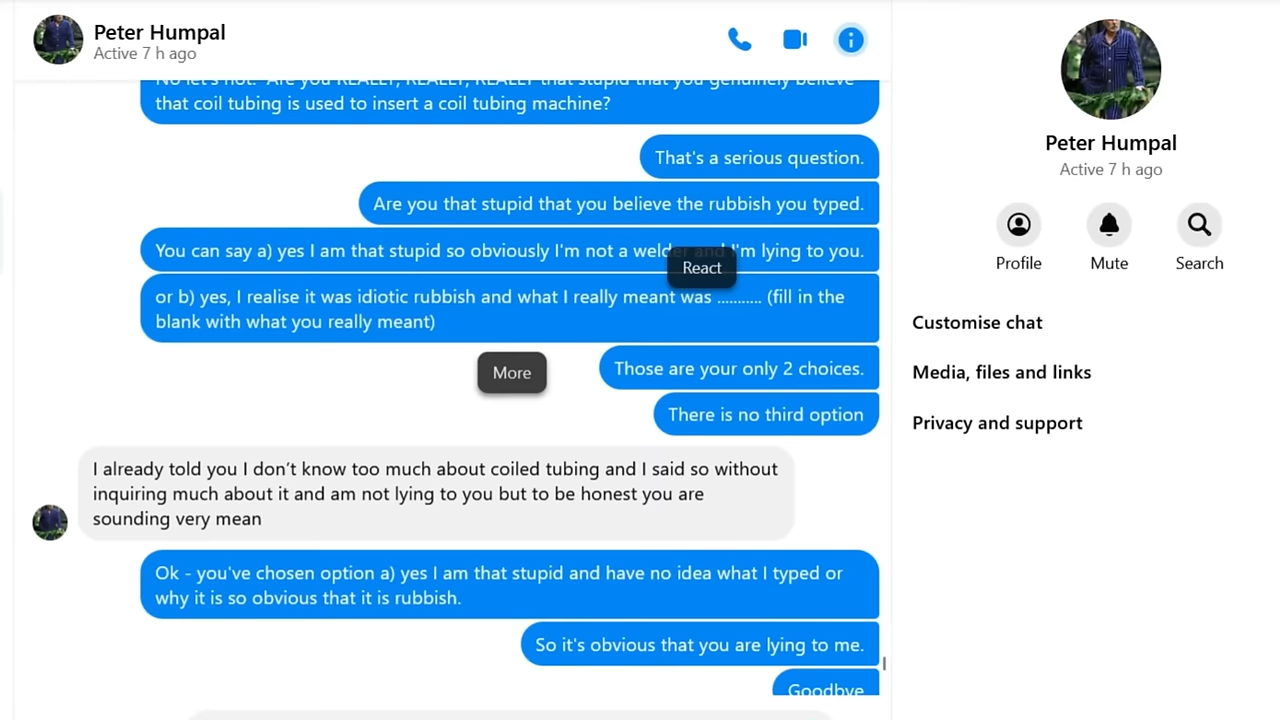 Peter Humpal
Active 7 h ago
No let's not. Are you REALLY, REALLY, REALLY that stupid that you genuinely believe
that coil tubing is used to insert a coil tubing machine?
That's a serious question.
Are you that stupid that you believe the rubbish you typed.
You can say a) yes I am that stupid so obviously I'm not a welder and I'm lying to you.
React
or b) yes, I realise it was idiotic rubbish and what I really meant was ........... (fill in the
blank with what you really meant)
Those are your only 2 choices.
More
There is no third option
I already told you I don't know too much about coiled tubing and I said so without
inquiring much about it and am not lying to you but to be honest you are
sounding very mean
Ok - you've chosen option a) yes I am that stupid and have no idea what I typed or
why it is so obvious that it is rubbish.
So it's obvious that you are lying to me.
Goodbye
Peter Humpal
Active 7 h ago
Profile
Mute
Search
Customise chat
Media, files and links
Privacy and support